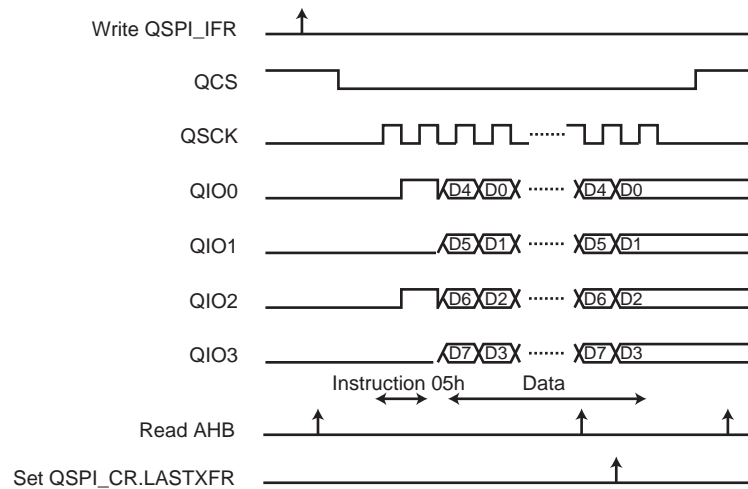 Write QSPI_IFR
QCS
QSCK
QIO0 D4 D0 D4 D0
QIO1 D5 D1 D5 D1
QIO2 D6 D2 D6 D2
QIO3 D7 D3 D7 D3
Instruction 05h Data
Read AHB
Set QSPI_CR.LASTXFR